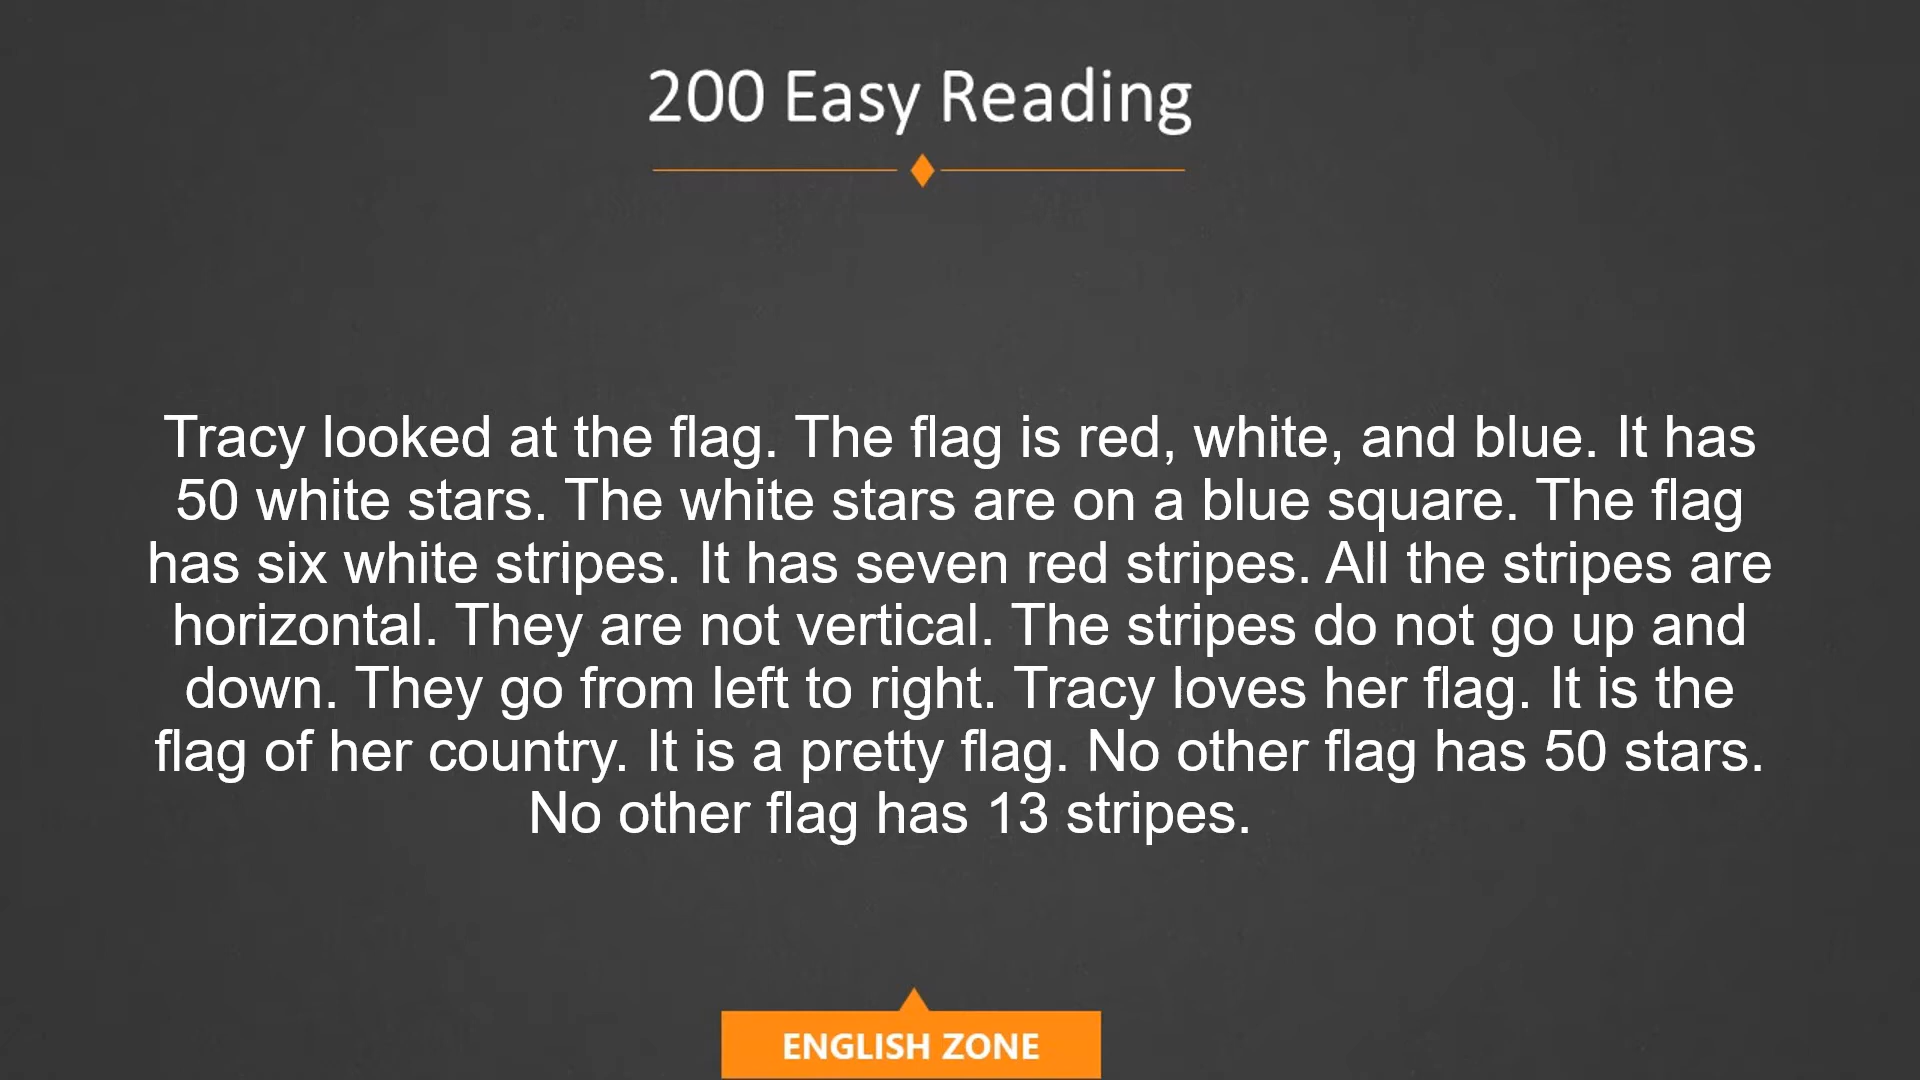 200 Easy Reading
Tracy looked at the flag. The flag is red, white, and blue. It has
50 white stars. The white stars are on a blue square. The flag
has six white stripes. It has seven red stripes. All the stripes are
horizontal. They are not vertical. The stripes do not go up and
down. They go from left to right. Tracy loves her flag. It is the
flag of her country. It is a pretty flag. No other flag has 50 stars.
No other flag has 13 stripes.
ENGLISH ZONE